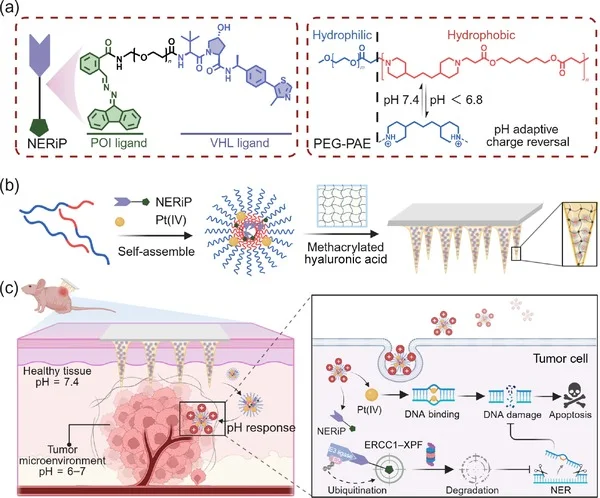 (a)
O
N
H
O
n
O
N
H
O
N
OH
O
N
H
S
N
N
N
NERiP
POI ligand
VHL ligand
Hydrophilic
Hydrophobic
pH 7.4
pH < 6.8
PEG-PAE
pH adaptive
charge reversal
(b)
NERiP
Pt(IV)
Self-assemble
Methacrylated
hyaluronic acid
(c)
Healthy tissue
pH = 7.4
pH response
Tumor
microenvironment
pH = 6–7
Tumor cell
Pt(IV)
DNA binding
DNA damage
Apoptosis
NERiP
ERCC1–XPF
E3 ligase
Ubiquitination
Degradation
NER